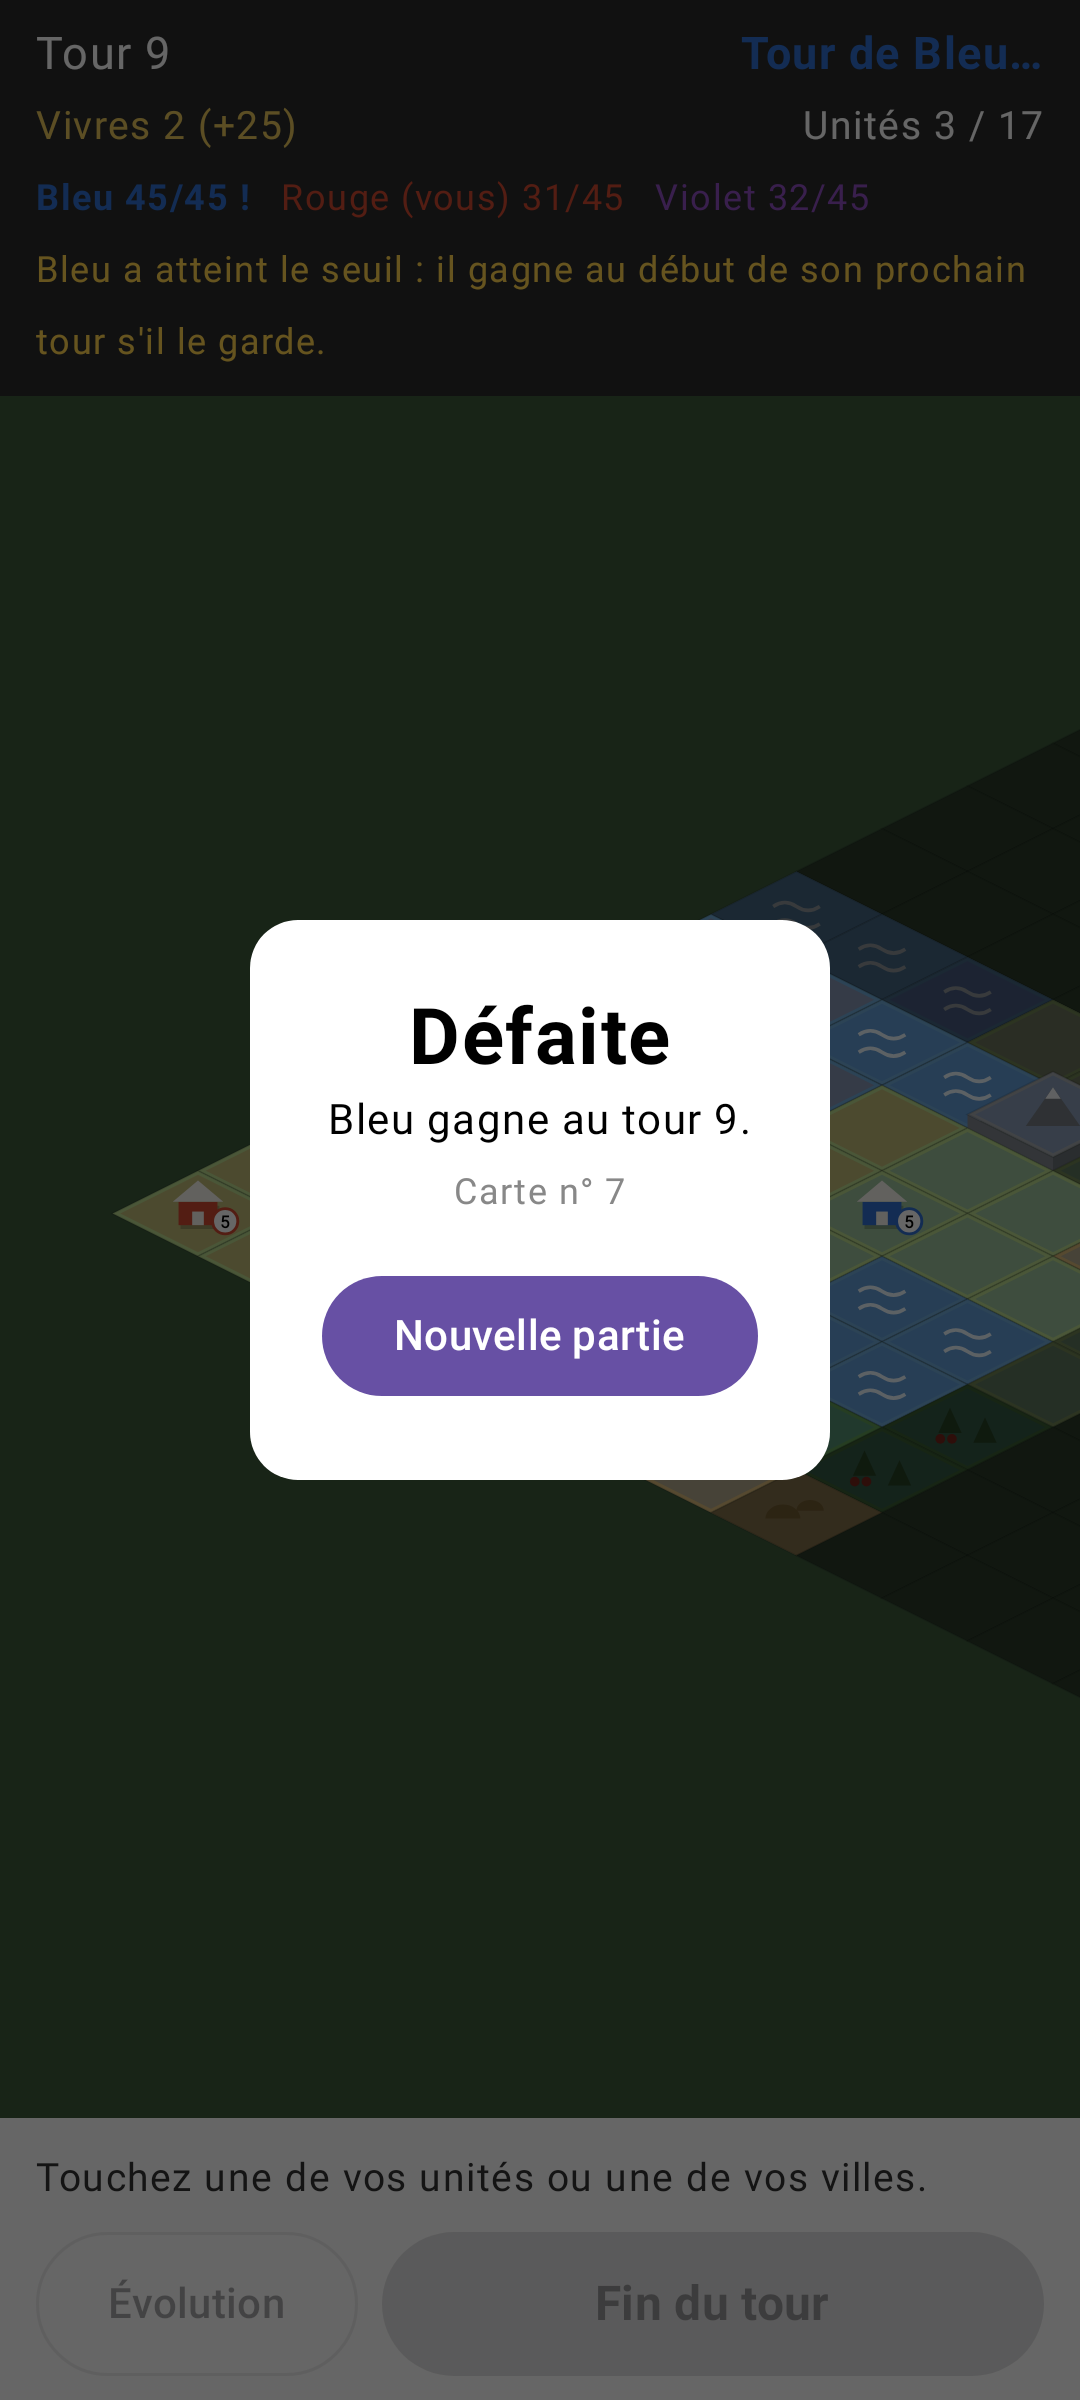 Tour 9
Tour de Bleu…
Vivres 2 (+25)
Unités 3 / 17
Bleu 45/45 ! Rouge (vous) 31/45 Violet 32/45
Bleu a atteint le seuil : il gagne au début de son prochain
tour s'il le garde.
Défaite
Bleu gagne au tour 9.
Carte n° 7
5
5
Nouvelle partie
Touchez une de vos unités ou une de vos villes.
Évolution
Fin du tour